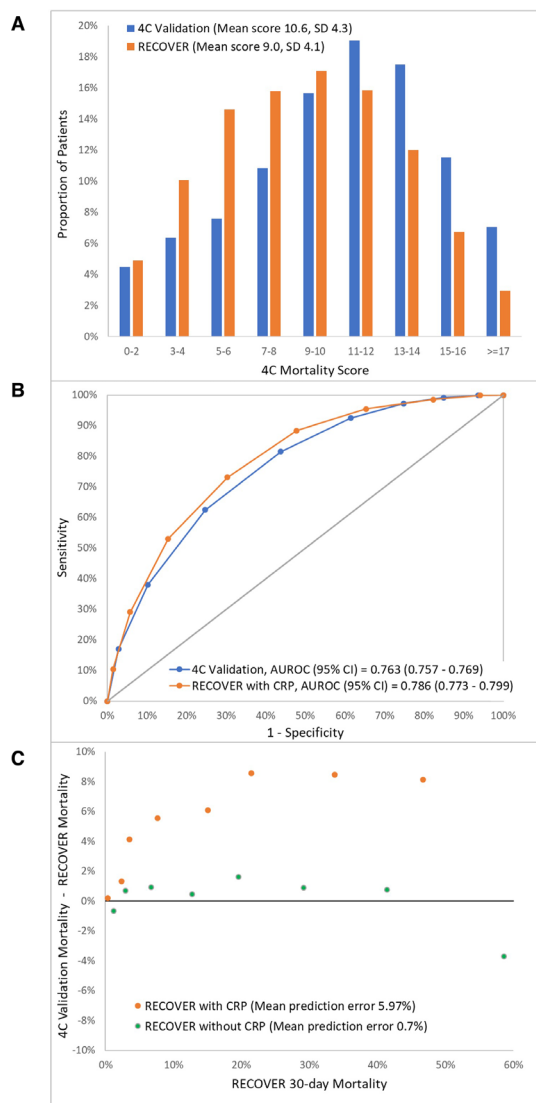 A
4C Validation (Mean score 10.6, SD 4.3)
RECOVER (Mean score 9.0, SD 4.1)
Proportion of Patients
20%
18%
16%
14%
12%
10%
8%
6%
4%
2%
0%
0-2 3-4 5-6 7-8 9-10 11-12 13-14 15-16 >=17
4C Mortality Score
B
Sensitivity
100%
90%
80%
70%
60%
50%
40%
30%
20%
10%
0%
4C Validation, AUROC (95% CI) = 0.763 (0.757 - 0.769)
RECOVER with CRP, AUROC (95% CI) = 0.786 (0.773 - 0.799)
0% 10% 20% 30% 40% 50% 60% 70% 80% 90% 100%
1 - Specificity
C
4C Validation Mortality - RECOVER Mortality
10%
8%
6%
4%
2%
0%
-2%
-4%
-6%
-8%
-10%
RECOVER with CRP (Mean prediction error 5.97%)
RECOVER without CRP (Mean prediction error 0.7%)
0% 10% 20% 30% 40% 50% 60%
RECOVER 30-day Mortality